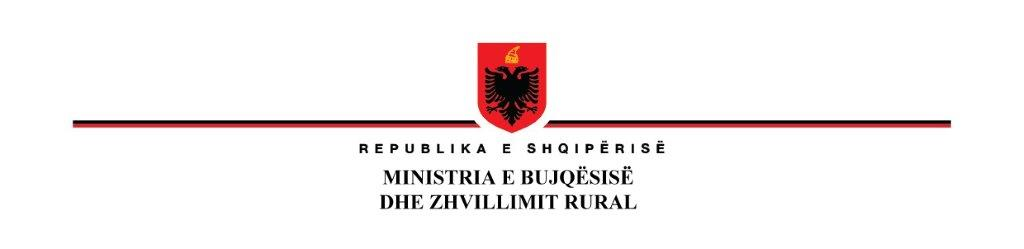 REPUBLIKA E SHQIPËRISË
MINISTRIA E BUJQËSISË
DHE ZHVILLIMIT RURAL